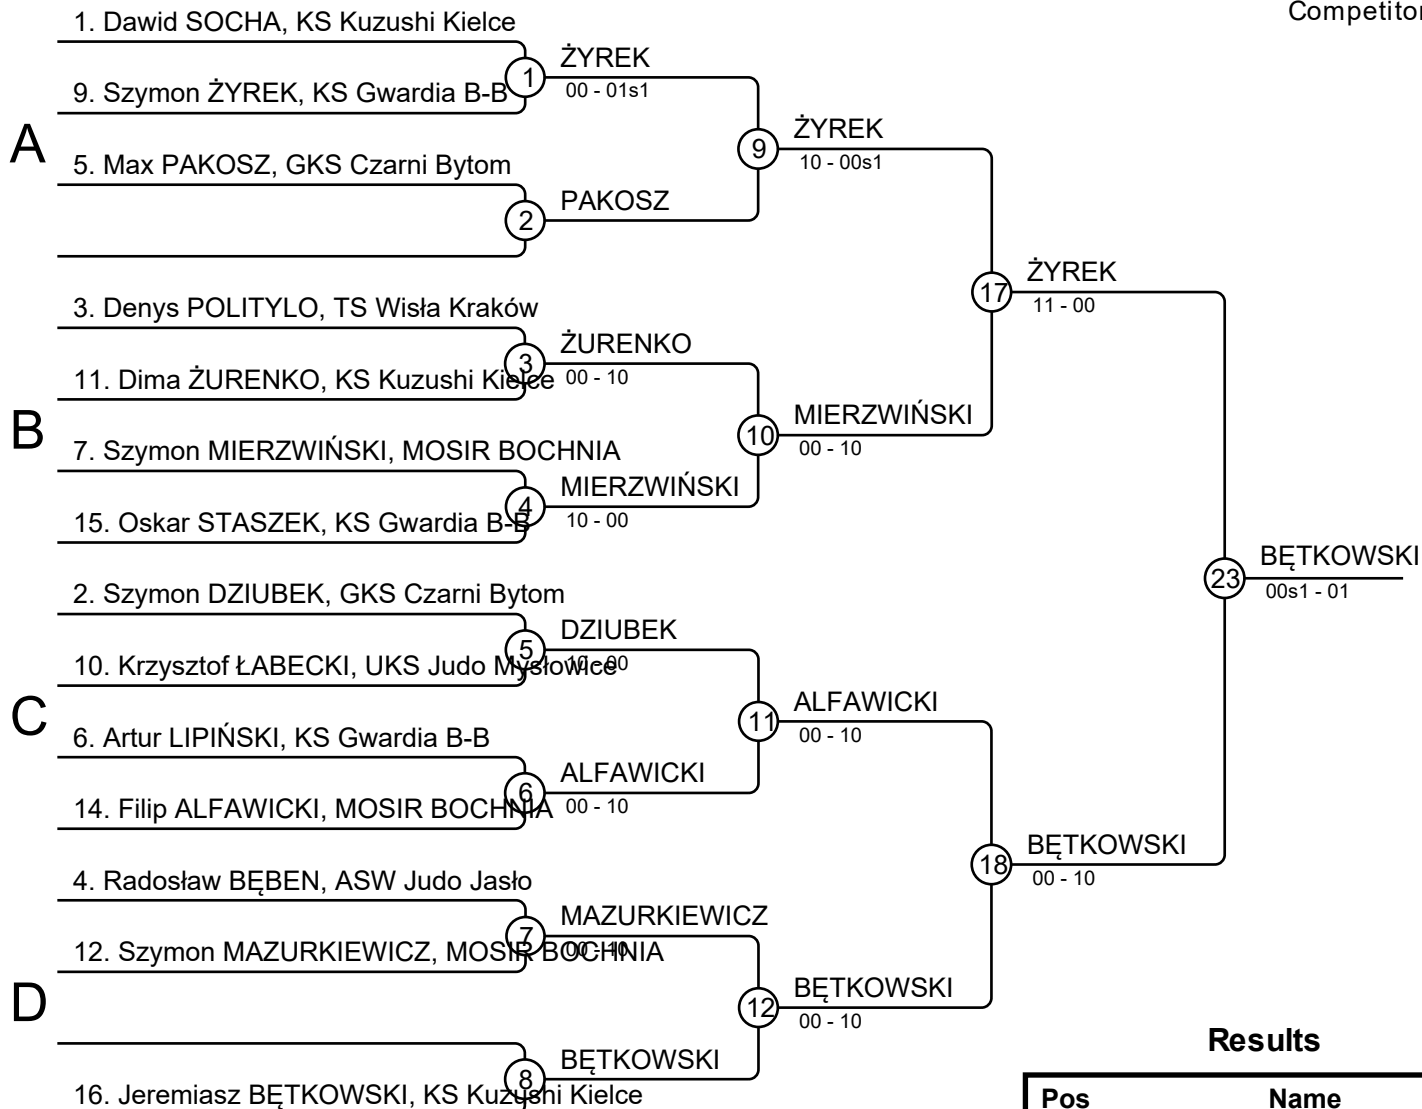 Competitor
1. Dawid SOCHA, KS Kuzushi Kielce
1
ŻYREK
00 - 01s1
9. Szymon ŻYREK, KS Gwardia B-B
A
9
ŻYREK
10 - 00s1
5. Max PAKOSZ, GKS Czarni Bytom
2
PAKOSZ
17
ŻYREK
11 - 00
3. Denys POLITYLO, TS Wisła Kraków
3
ŻURENKO
00 - 10
11. Dima ŻURENKO, KS Kuzushi Kielce
B
10
MIERZWIŃSKI
00 - 10
7. Szymon MIERZWIŃSKI, MOSIR BOCHNIA
4
MIERZWIŃSKI
10 - 00
15. Oskar STASZEK, KS Gwardia B-B
23
BĘTKOWSKI
00s1 - 01
2. Szymon DZIUBEK, GKS Czarni Bytom
5
DZIUBEK
10 - 00
10. Krzysztof ŁABECKI, UKS Judo Mysłowice
C
11
ALFAWICKI
00 - 10
6. Artur LIPIŃSKI, KS Gwardia B-B
6
ALFAWICKI
00 - 10
14. Filip ALFAWICKI, MOSIR BOCHNIA
18
BĘTKOWSKI
00 - 10
4. Radosław BĘBEN, ASW Judo Jasło
7
MAZURKIEWICZ
00 - 10
12. Szymon MAZURKIEWICZ, MOSIR BOCHNIA
D
12
BĘTKOWSKI
00 - 10
8
BĘTKOWSKI
16. Jeremiasz BĘTKOWSKI, KS Kuzushi Kielce
Results
Pos Name